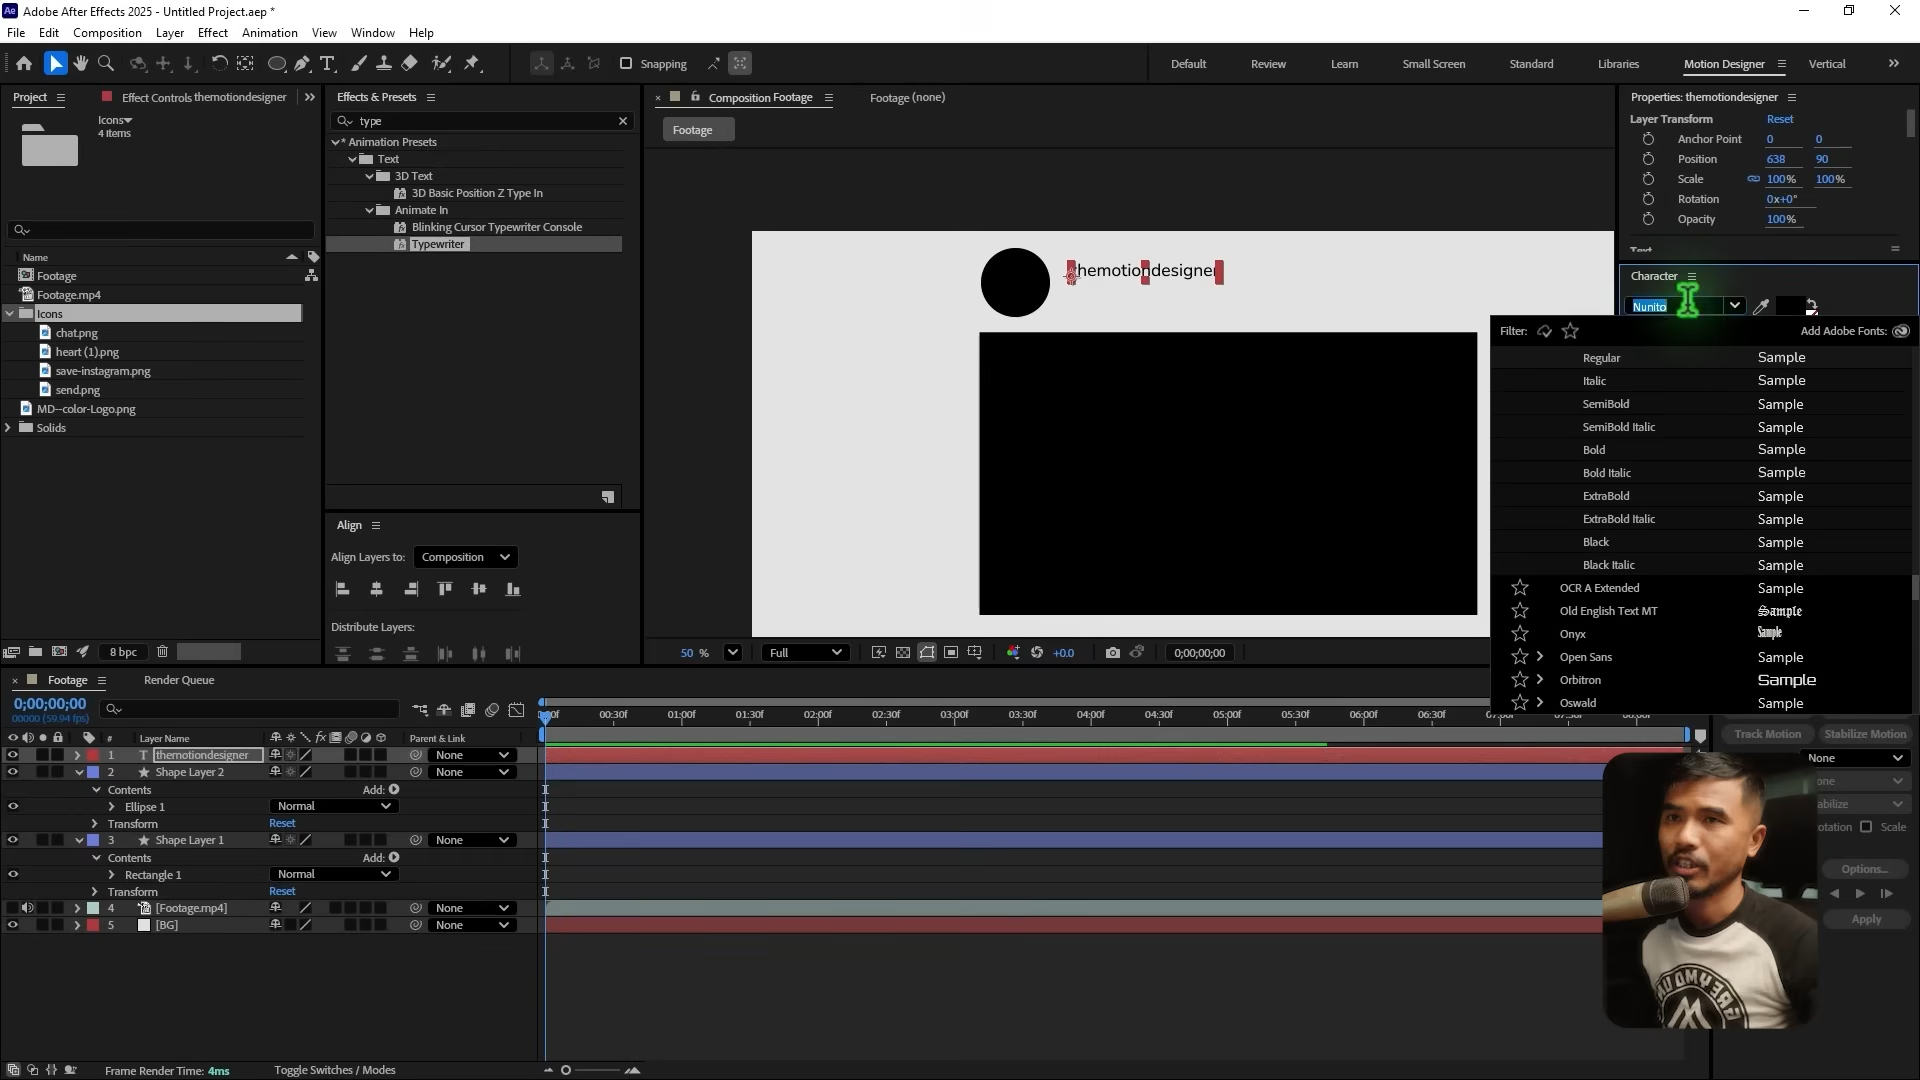 Adobe After Effects 2025 - Untitled Project.aep *
File Edit Composition Layer Effect Animation View Window Help
Snapping
Default Review Learn Small Screen Standard Libraries Motion Designer Vertical
Project Effect Controls themotiondesigner
Icons
4 items
Name
Footage
Footage.mp4
Icons
chat.png
heart (1).png
save-instagram.png
send.png
MD--color-Logo.png
Solids
8 bpc
Effects & Presets
type
* Animation Presets
Text
3D Text
3D Basic Position Z Type In
Animate In
Blinking Cursor Typewriter Console
Typewriter
Align
Align Layers to: Composition
Distribute Layers:
Composition Footage
Footage (none)
Footage
themotiondesigner
50 %
Full
+0.0
0;00;00;00
Properties: themotiondesigner
Layer Transform Reset
Anchor Point 0 0
Position 638 90
Scale 100% 100%
Rotation 0x+0°
Opacity 100%
Text
Character
Nunito
Filter:
Add Adobe Fonts:
Regular Sample
Italic Sample
SemiBold Sample
SemiBold Italic Sample
Bold Sample
Bold Italic Sample
ExtraBold Sample
ExtraBold Italic Sample
Black Sample
Black Italic Sample
OCR A Extended Sample
Old English Text MT Sample
Onyx Sample
Open Sans Sample
Orbitron Sample
Oswald Sample
Track Motion Stabilize Motion
None
Scale
Options...
Apply
Footage
Render Queue
0;00;00;00
00000 (59.94 fps)
00:30f 01:00f 01:30f 02:00f 02:30f 03:00f 03:30f 04:00f 04:30f 05:00f 05:30f 06:00f 06:30f
# Layer Name Parent & Link
1 themotiondesigner None
2 Shape Layer 2 None
Contents Add:
Ellipse 1 Normal
Transform Reset
3 Shape Layer 1 None
Contents Add:
Rectangle 1 Normal
Transform Reset
4 [Footage.mp4] None
5 [BG] None
Frame Render Time: 4ms
Toggle Switches / Modes